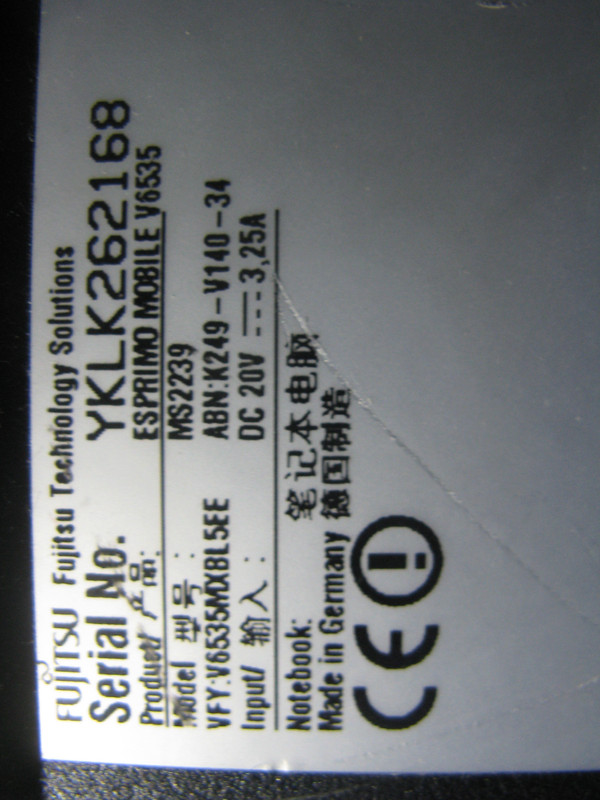 FUJITSU Fujitsu Technology Solutions
Serial No. YKLK262168
Product/ 产品: ESPRIMO MOBILE V6535
Model 型号: MS2239
VFY:V6535MXBL5EE ABN:K249-V140-34
Input/ 输入: DC 20V ⎓ 3,25A
Notebook: 笔记本电脑
Made in Germany 德国制造
CE